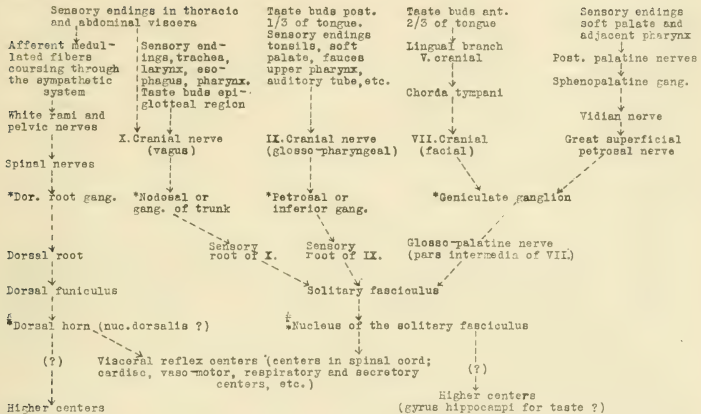 Sensory endings in thoracic
and abdominal viscera
Afferent medul-
lated fibers
coursing through
the sympathetic
system
White rami and
pelvic nerves
Spinal nerves
*Dor. root gang.
Dorsal root
Dorsal funiculus
*Dorsal horn (nuc.dorsalis ?)
(?)
Higher centers
Sensory end-
ings,trachea,
larynx, eso-
phagus, pharynx.
Taste buds epi-
glotteal region
X.Cranial nerve
(vagus)
*Nodosal or
gang. of trunk
Sensory
root of X.
Taste buds post.
1/3 of tongue.
Sensory endings
tonsils, soft
palate, fauces
upper pharynx,
auditory tube,etc.
IX.Cranial nerve
(glosso-pharyngeal)
*Petrosal or
inferior gang.
Sensory
root of IX.
Taste buds ant.
2/3 of tongue
Lingual branch
V. cranial
Chorda tympani
VII.Cranial
(facial)
Sensory endings
soft palate and
adjacent pharynx
Post. palatine nerves
Sphenopalatine gang.
Vidian nerve
Great superficial
petrosal nerve
*Geniculate ganglion
Glosso-palatine nerve
(pars intermedia of VII.)
Solitary fasciculus
*Nucleus of the solitary fasciculus
Visceral reflex centers (centers in spinal cord;
cardiac, vaso-motor, respiratory and secretory
centers, etc.)
(?)
Higher centers
(gyrus hippocampi for taste ?)